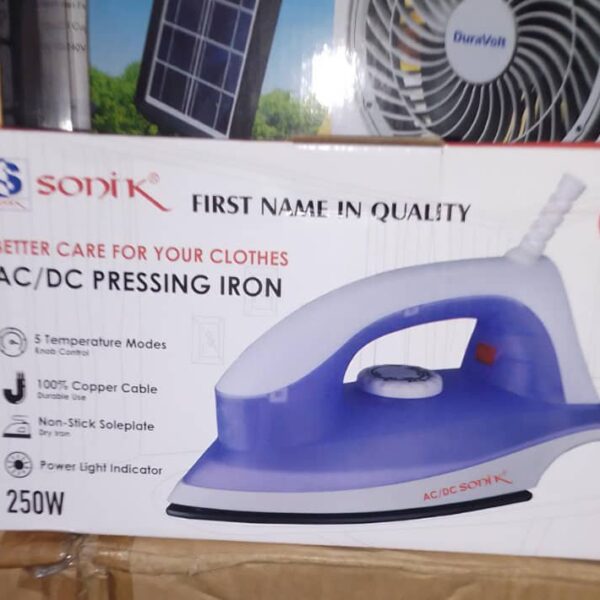 DuraVolt
SONIK
FIRST NAME IN QUALITY
BETTER CARE FOR YOUR CLOTHES
AC/DC PRESSING IRON
5 Temperature Modes
Knob Control
100% Copper Cable
Durable Use
Non-Stick Soleplate
Dry Iron
Power Light Indicator
250W
AC/DC SONIK